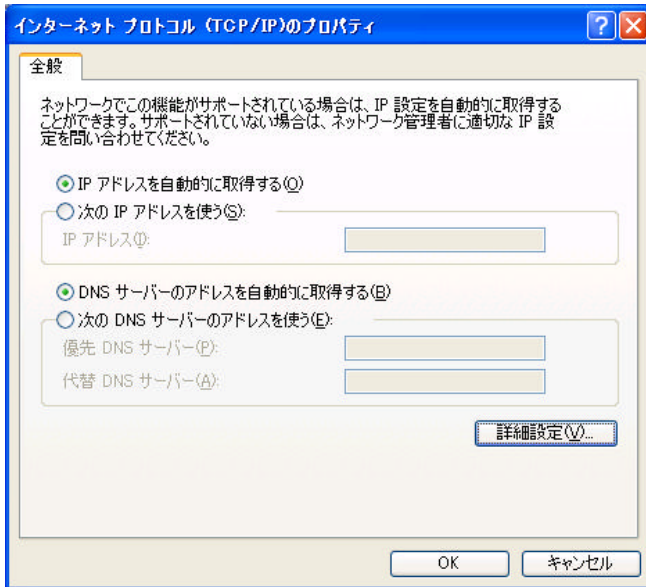 インターネット プロトコル (TCP/IP)のプロパティ
全般
ネットワークでこの機能がサポートされている場合は、IP 設定を自動的に取得する
ことができます。サポートされていない場合は、ネットワーク管理者に適切な IP 設
定を問い合わせてください。
IP アドレスを自動的に取得する(O)
次の IP アドレスを使う(S):
IP アドレス(I):
DNS サーバーのアドレスを自動的に取得する(B)
次の DNS サーバーのアドレスを使う(E):
優先 DNS サーバー(P):
代替 DNS サーバー(A):
詳細設定(V)...
OK
キャンセル